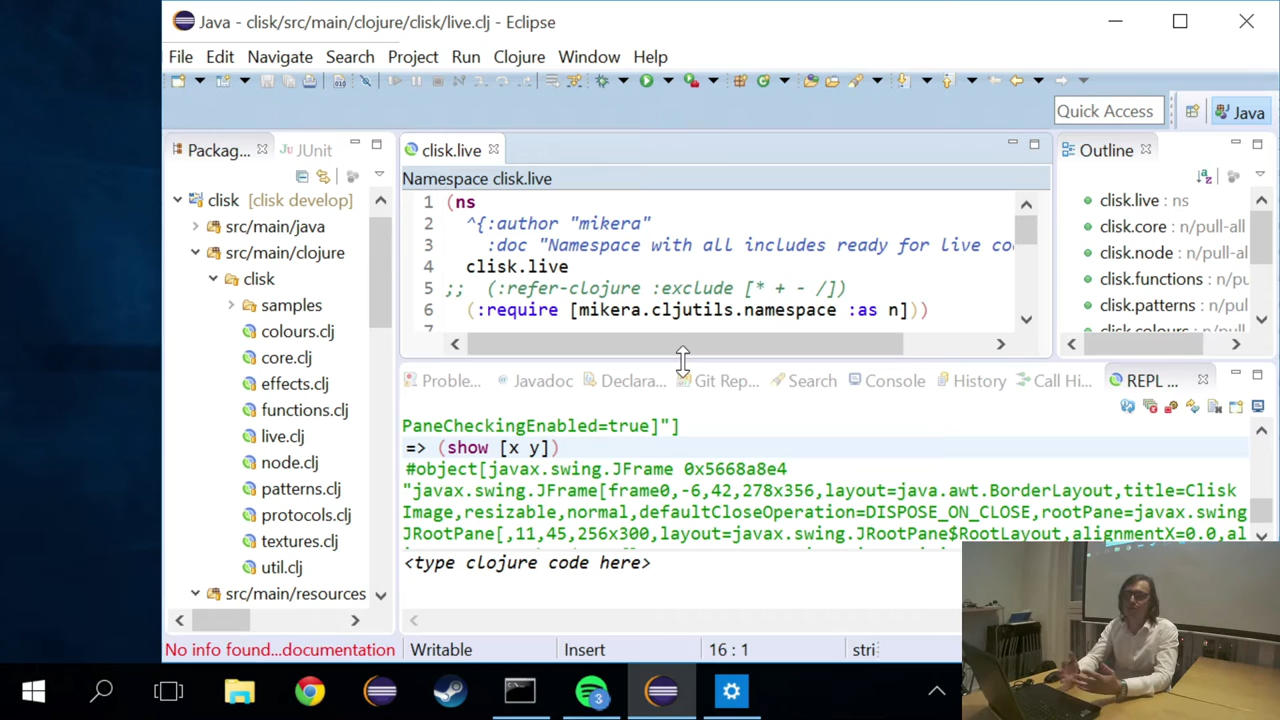 Java - clisk/src/main/clojure/clisk/live.clj - Eclipse
File Edit Navigate Search Project Run Clojure Window Help
Quick Access
Java
Packag...
JUnit
clisk [clisk develop]
src/main/java
src/main/clojure
clisk
samples
colours.clj
core.clj
effects.clj
functions.clj
live.clj
node.clj
patterns.clj
protocols.clj
textures.clj
util.clj
src/main/resources
clisk.live
Namespace clisk.live
1 (ns
2 ^{:author "mikera"
3 :doc "Namespace with all includes ready for live co
4 clisk.live
5 ;; (:refer-clojure :exclude [* + - /])
6 (:require [mikera.cljutils.namespace :as n]))
7
Outline
clisk.live : ns
clisk.core : n/pull-all
clisk.node : n/pull-all
clisk.functions : n/pu
clisk.patterns : n/pul
clisk.colours : n/pull
Proble... Javadoc Declara... Git Rep... Search Console History Call Hi... REPL ...
PaneCheckingEnabled=true]"]
=> (show [x y])
#object[javax.swing.JFrame 0x5668a8e4
"javax.swing.JFrame[frame0,-6,42,278x356,layout=java.awt.BorderLayout,title=Clisk
Image,resizable,normal,defaultCloseOperation=DISPOSE_ON_CLOSE,rootPane=javax.swing
JRootPane[,11,45,256x300,layout=javax.swing.JRootPane$RootLayout,alignmentX=0.0,al
<type clojure code here>
No info found...documentation
Writable
Insert
16 : 1
stri
3